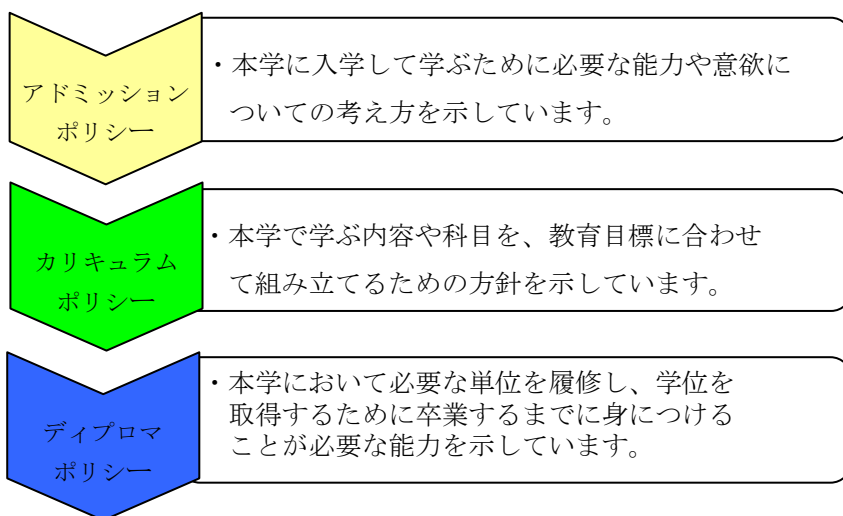 アドミッション
ポリシー
・本学に入学して学ぶために必要な能力や意欲に
ついての考え方を示しています。
カリキュラム
ポリシー
・本学で学ぶ内容や科目を、教育目標に合わせ
て組み立てるための方針を示しています。
ディプロマ
ポリシー
・本学において必要な単位を履修し、学位を
取得するために卒業するまでに身につける
ことが必要な能力を示しています。